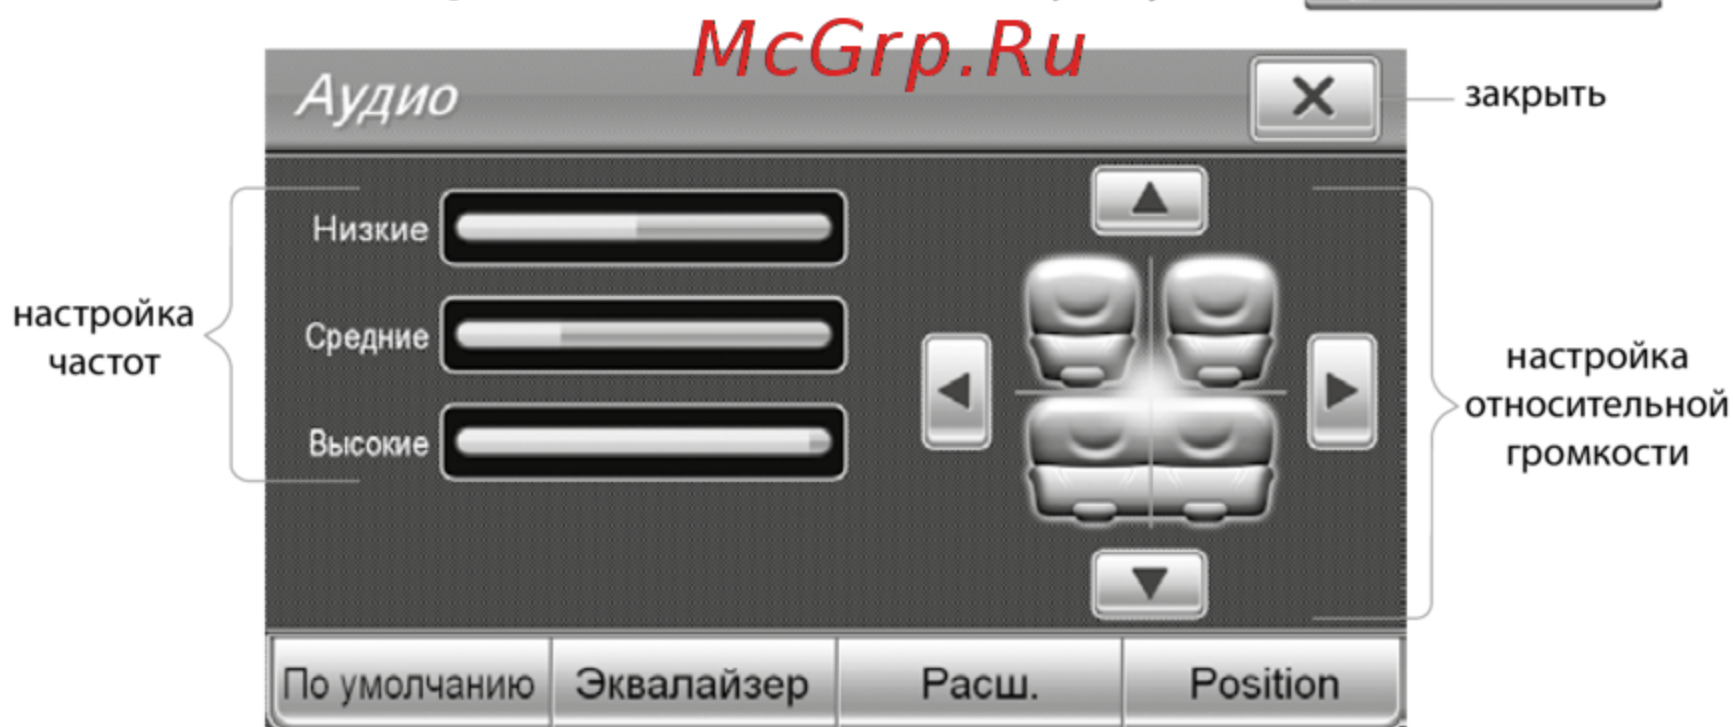 McGrp.Ru
Аудио
закрыть
Низкие
Средние
Высокие
настройка
частот
настройка
относительной
громкости
По умолчанию
Эквалайзер
Расш.
Position